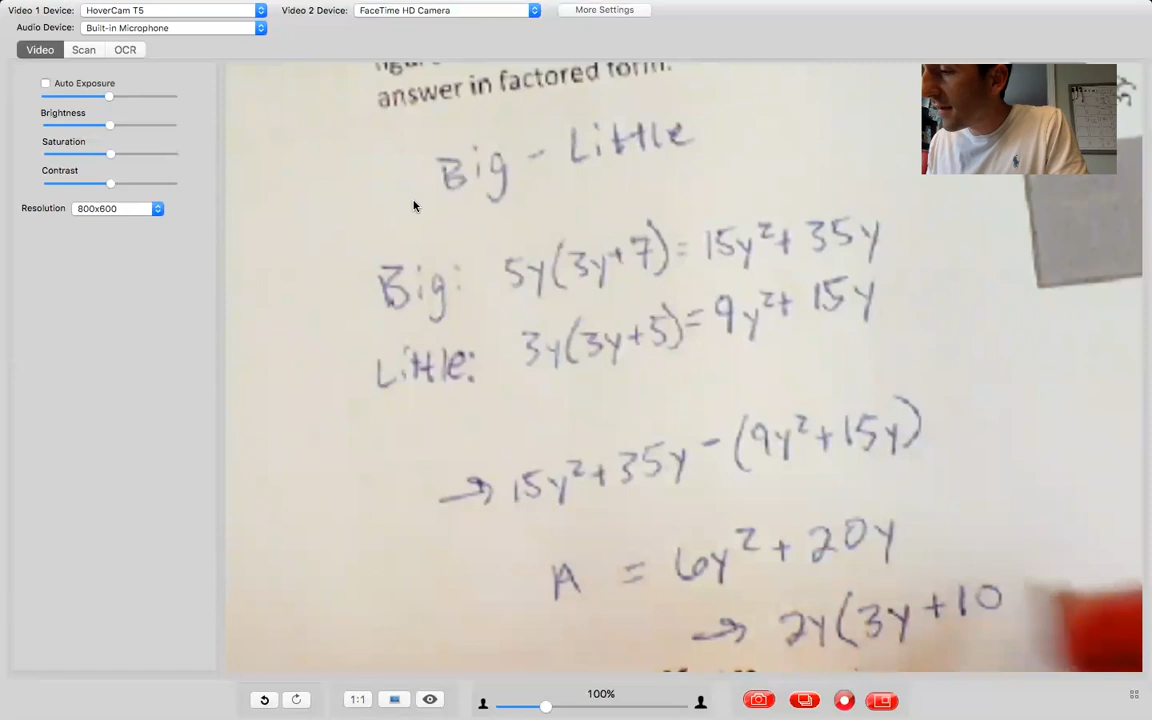 Video 1 Device: HoverCam T5 Video 2 Device: FaceTime HD Camera More Settings
Audio Device: Built-in Microphone
Video Scan OCR
Auto Exposure
Brightness:
Saturation:
Contrast:
Resolution 800x600
answer in factored form.
Big - Little
Big: 5y(3y+7) = 15y²+ 35y
Little: 3y(3y+5) = 9y²+ 15y
→ 15y²+35y - (9y²+15y)
A = 6y² + 20y
→ 2y(3y+10
1:1 100%